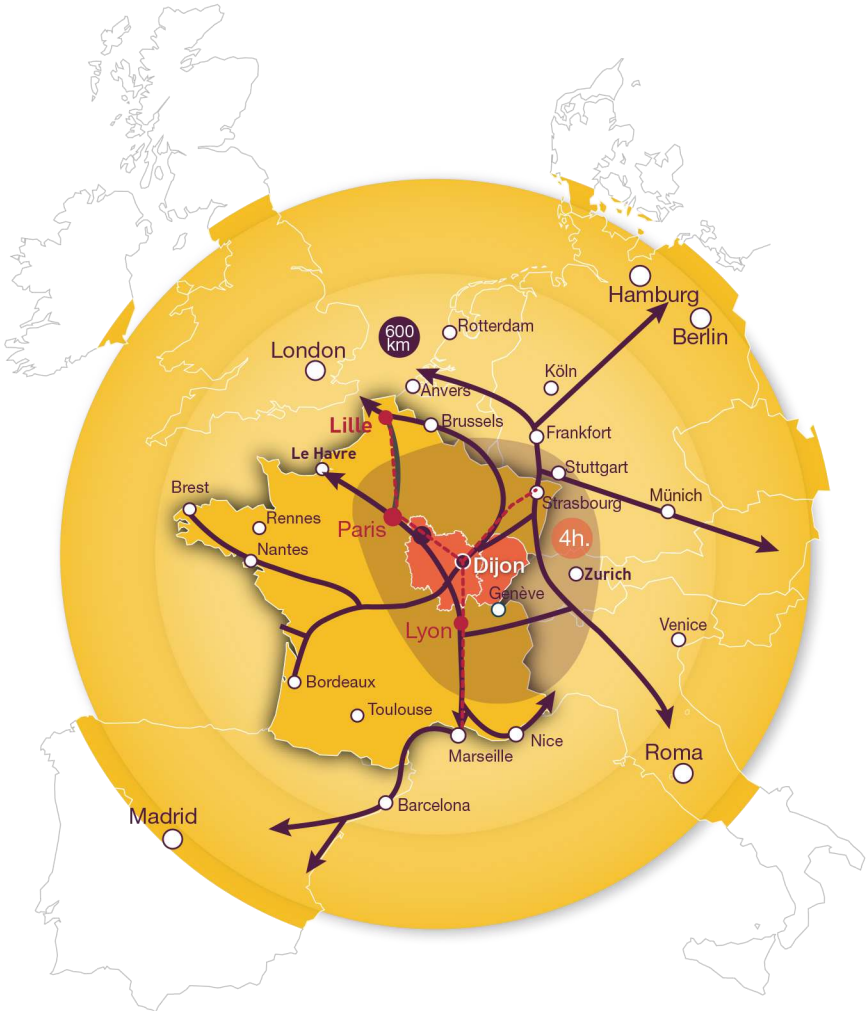 Hamburg
Berlin
600
km
Rotterdam
London
Köln
Anvers
Lille
Brussels
Frankfort
Le Havre
Stuttgart
Brest
Strasbourg
Münich
Rennes
Paris
4h.
Nantes
Dijon
Zurich
Genève
Lyon
Venice
Bordeaux
Toulouse
Nice
Marseille
Roma
Barcelona
Madrid